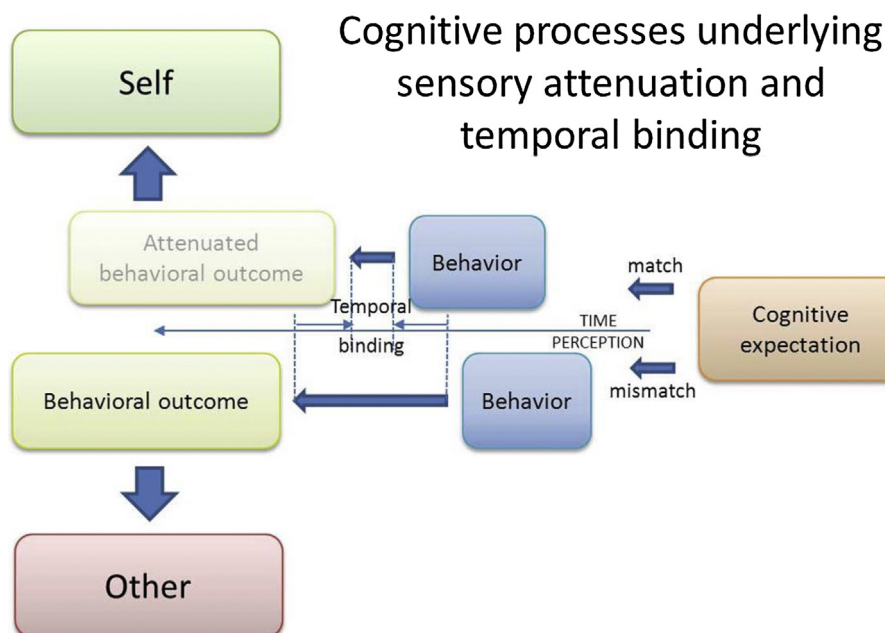 Cognitive processes underlying
sensory attenuation and
temporal binding
Self
Attenuated
behavioral outcome
Behavior
match
Temporal
binding
TIME
PERCEPTION
Cognitive
expectation
Behavioral outcome
Behavior
mismatch
Other